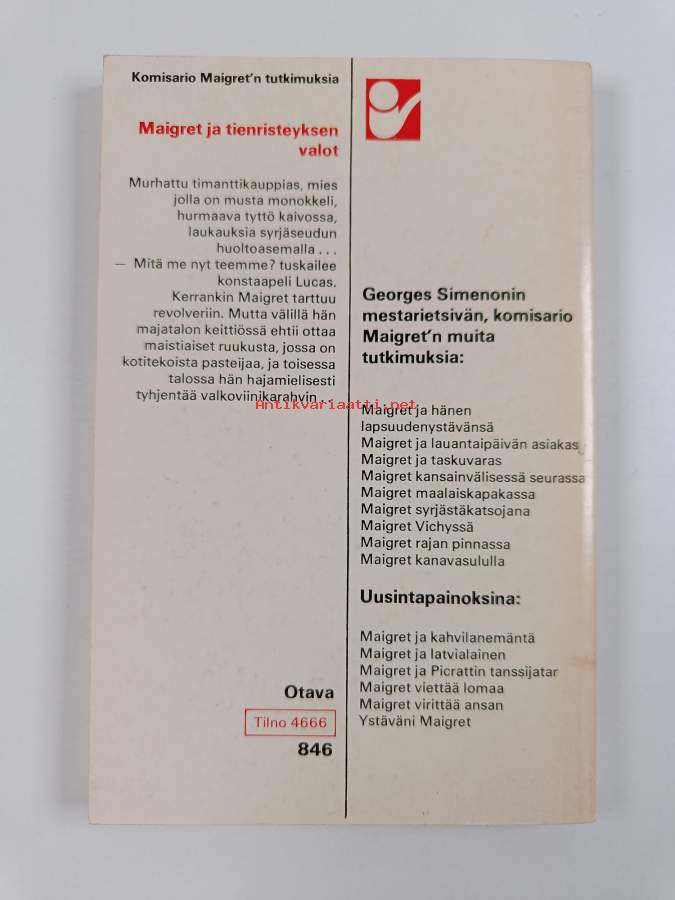 Komisario Maigret'n tutkimuksia
Maigret ja tienristeyksen
valot
Murhattu timanttikauppias, mies
jolla on musta monokkeli,
hurmaava tyttö kaivossa,
laukauksia syrjäseudun
huoltoasemalla ...
— Mitä me nyt teemme? tuskailee
konstaapeli Lucas.
Kerrankin Maigret tarttuu
revolveriin. Mutta välillä hän
majatalon keittiössä ehtii ottaa
maistiaiset ruukusta, jossa on
kotitekoista pasteijaa, ja toisessa
talossa hän hajamielisesti
tyhjentää valkoviinikarahvin ..
Otava
Tilno 4666
846
Georges Simenonin
mestarietsivän, komisario
Maigret'n muita
tutkimuksia:
Antikvariaatti.net
Maigret ja hänen
lapsuudenystävänsä
Maigret ja lauantaipäivän asiakas
Maigret ja taskuvaras
Maigret kansainvälisessä seurassa
Maigret maalaiskapakassa
Maigret syrjästäkatsojana
Maigret Vichyssä
Maigret rajan pinnassa
Maigret kanavasululla
Uusintapainoksina:
Maigret ja kahvilanemäntä
Maigret ja latvialainen
Maigret ja Picrattin tanssijatar
Maigret viettää lomaa
Maigret virittää ansan
Ystäväni Maigret